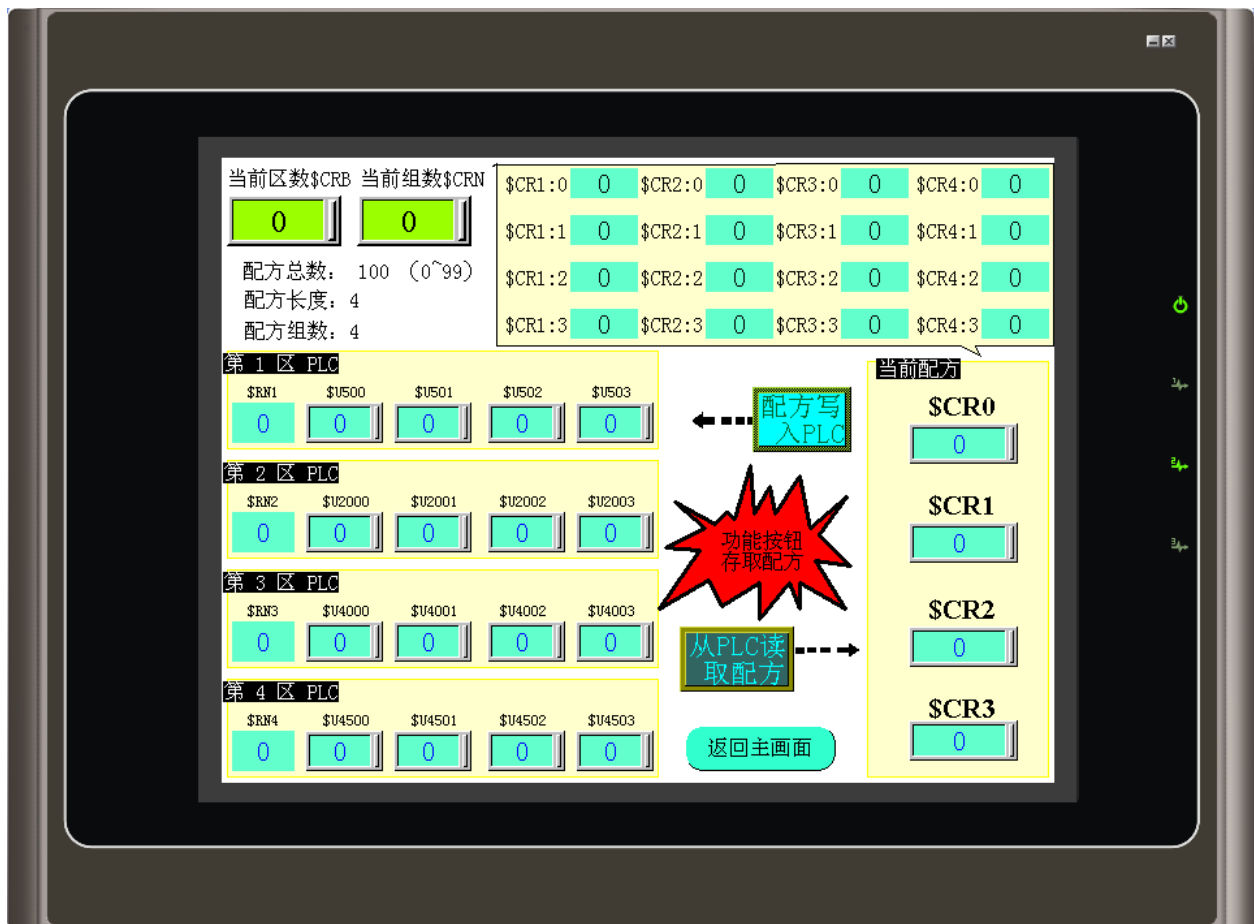 当前区数$CRB 当前组数$CRN
0 0
配方总数： 100 （0~99）
配方长度：4
配方组数：4
$CR1:0 0 $CR2:0 0 $CR3:0 0 $CR4:0 0
$CR1:1 0 $CR2:1 0 $CR3:1 0 $CR4:1 0
$CR1:2 0 $CR2:2 0 $CR3:2 0 $CR4:2 0
$CR1:3 0 $CR2:3 0 $CR3:3 0 $CR4:3 0
第 1 区 PLC
$RN1 $U500 $U501 $U502 $U503
0 0 0 0 0
第 2 区 PLC
$RN2 $U2000 $U2001 $U2002 $U2003
0 0 0 0 0
第 3 区 PLC
$RN3 $U4000 $U4001 $U4002 $U4003
0 0 0 0 0
第 4 区 PLC
$RN4 $U4500 $U4501 $U4502 $U4503
0 0 0 0 0
配方写
入PLC
功能按钮
存取配方
从PLC读
取配方
返回主画面
当前配方
$CR0
0
$CR1
0
$CR2
0
$CR3
0
1
2
3